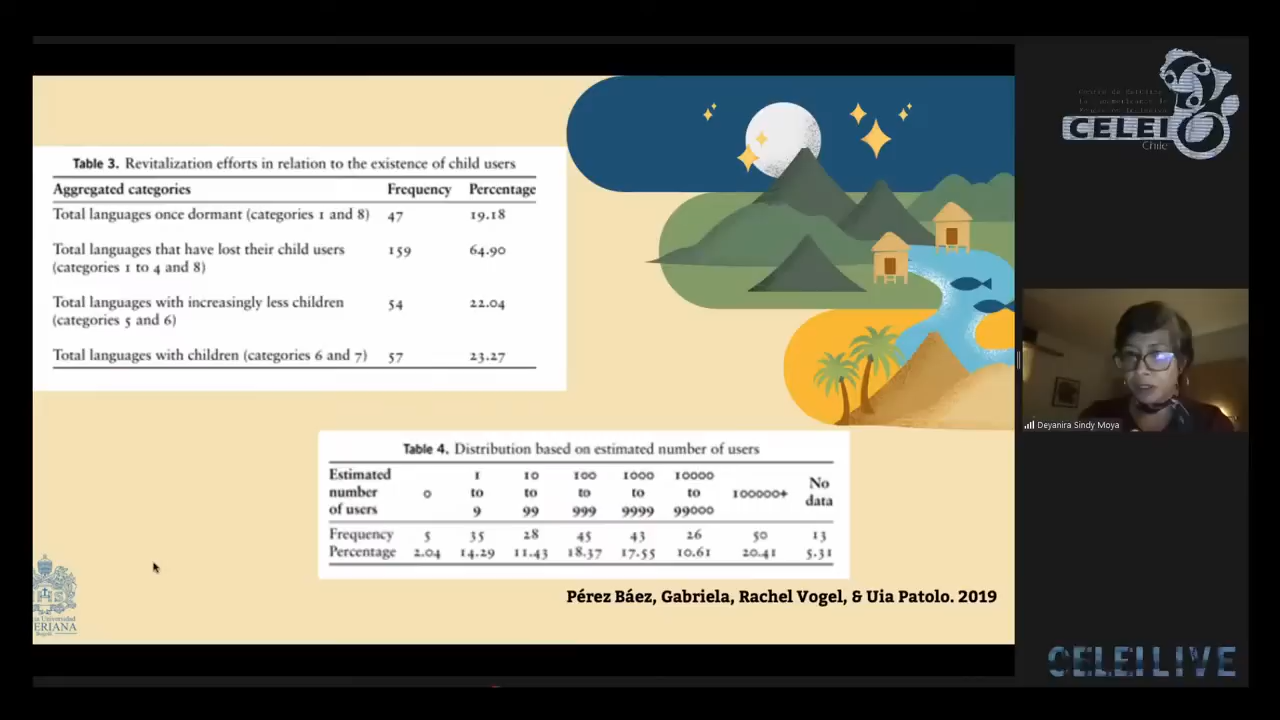 Table 3. Revitalization efforts in relation to the existence of child users
Aggregated categories Frequency Percentage
Total languages once dormant (categories 1 and 8) 47 19.18
Total languages that have lost their child users 159 64.90
(categories 1 to 4 and 8)
Total languages with increasingly less children 54 22.04
(categories 5 and 6)
Total languages with children (categories 6 and 7) 57 23.27
Table 4. Distribution based on estimated number of users
Estimated number of users 0 1 to 9 10 to 99 100 to 999 1000 to 9999 10000 to 99000 100000+ No data
Frequency 5 35 28 45 43 26 50 13
Percentage 2.04 14.29 11.43 18.37 17.55 10.61 20.41 5.31
Pérez Báez, Gabriela, Rachel Vogel, & Uia Patolo. 2019
Universidad
ERIANA
CELEI
Chile
Deyanira Sindy Moya
CELEI LIVE